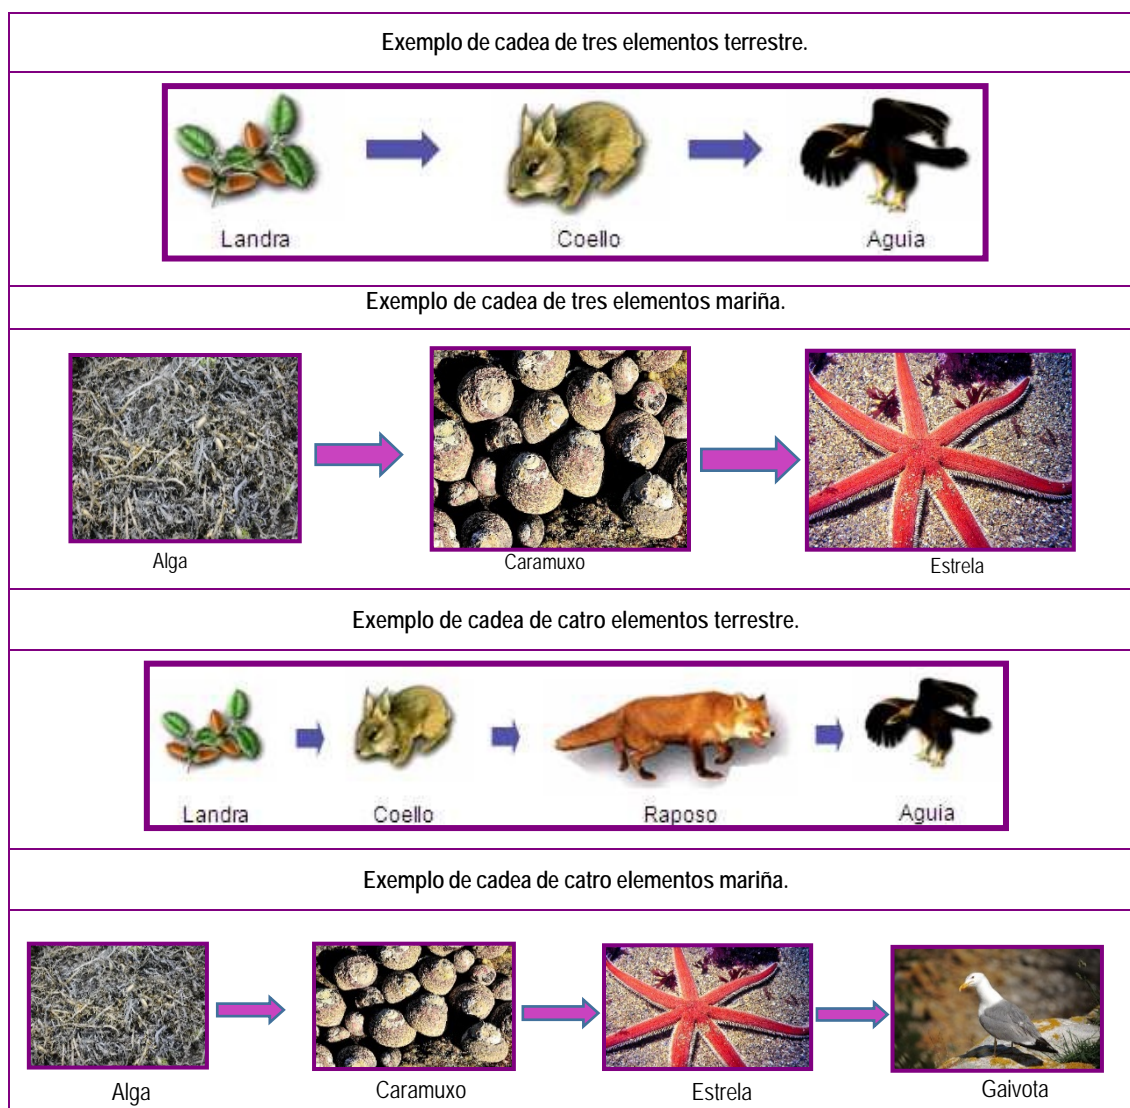 Exemplo de cadea de tres elementos terrestre.
Landra Coello Aguia
Exemplo de cadea de tres elementos mariña.
Alga Caramuxo Estrela
Exemplo de cadea de catro elementos terrestre.
Landra Coello Raposo Aguia
Exemplo de cadea de catro elementos mariña.
Alga Caramuxo Estrela Gaivota